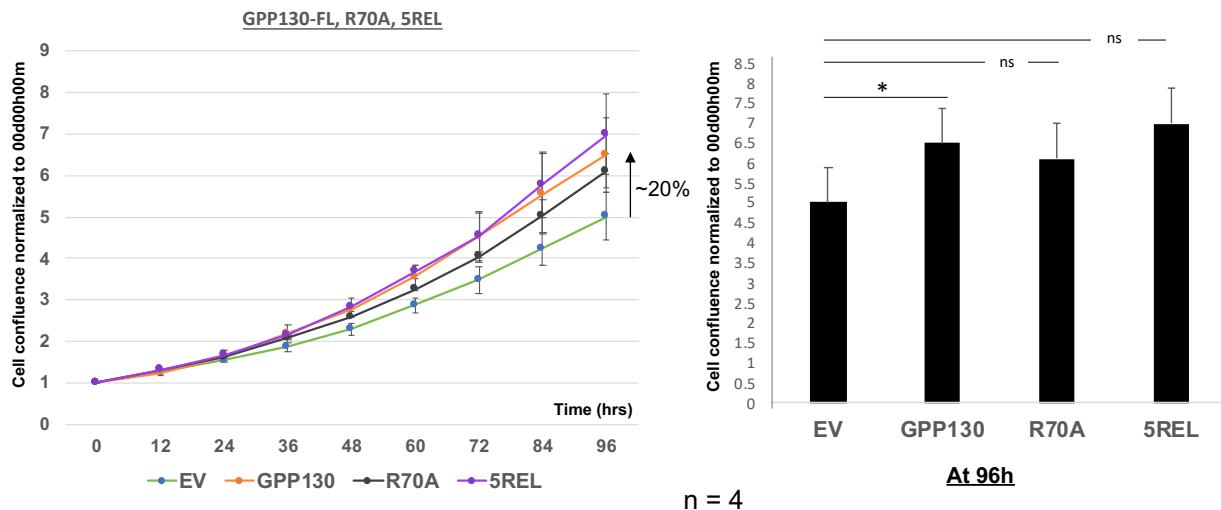 GPP130-FL, R70A, 5REL
Cell confluence normalized to 00d00h00m
9
8
7
6
5
4
3
2
1
0
~20%
Time (hrs)
0 12 24 36 48 60 72 84 96
EV GPP130 R70A 5REL
ns
ns
*
Cell confluence normalized to 00d00h00m
8.5
8
7.5
7
6.5
6
5.5
5
4.5
4
3.5
3
2.5
2
1.5
1
0.5
0
EV GPP130 R70A 5REL
At 96h
n = 4